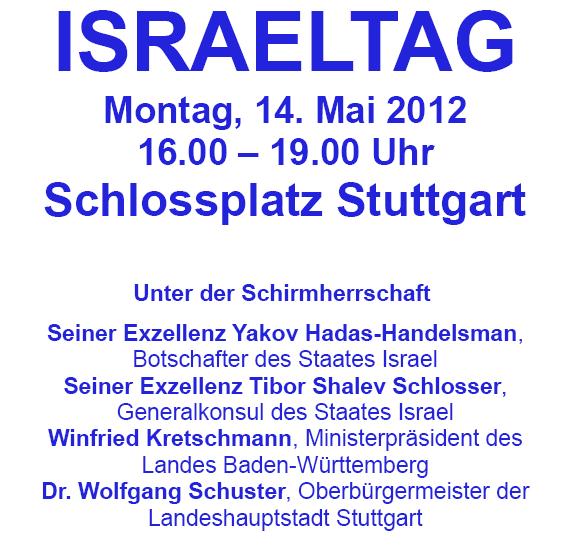 ISRAELTAG
Montag, 14. Mai 2012
16.00 – 19.00 Uhr
Schlossplatz Stuttgart
Unter der Schirmherrschaft
Seiner Exzellenz Yakov Hadas-Handelsman,
Botschafter des Staates Israel
Seiner Exzellenz Tibor Shalev Schlosser,
Generalkonsul des Staates Israel
Winfried Kretschmann, Ministerpräsident des
Landes Baden-Württemberg
Dr. Wolfgang Schuster, Oberbürgermeister der
Landeshauptstadt Stuttgart